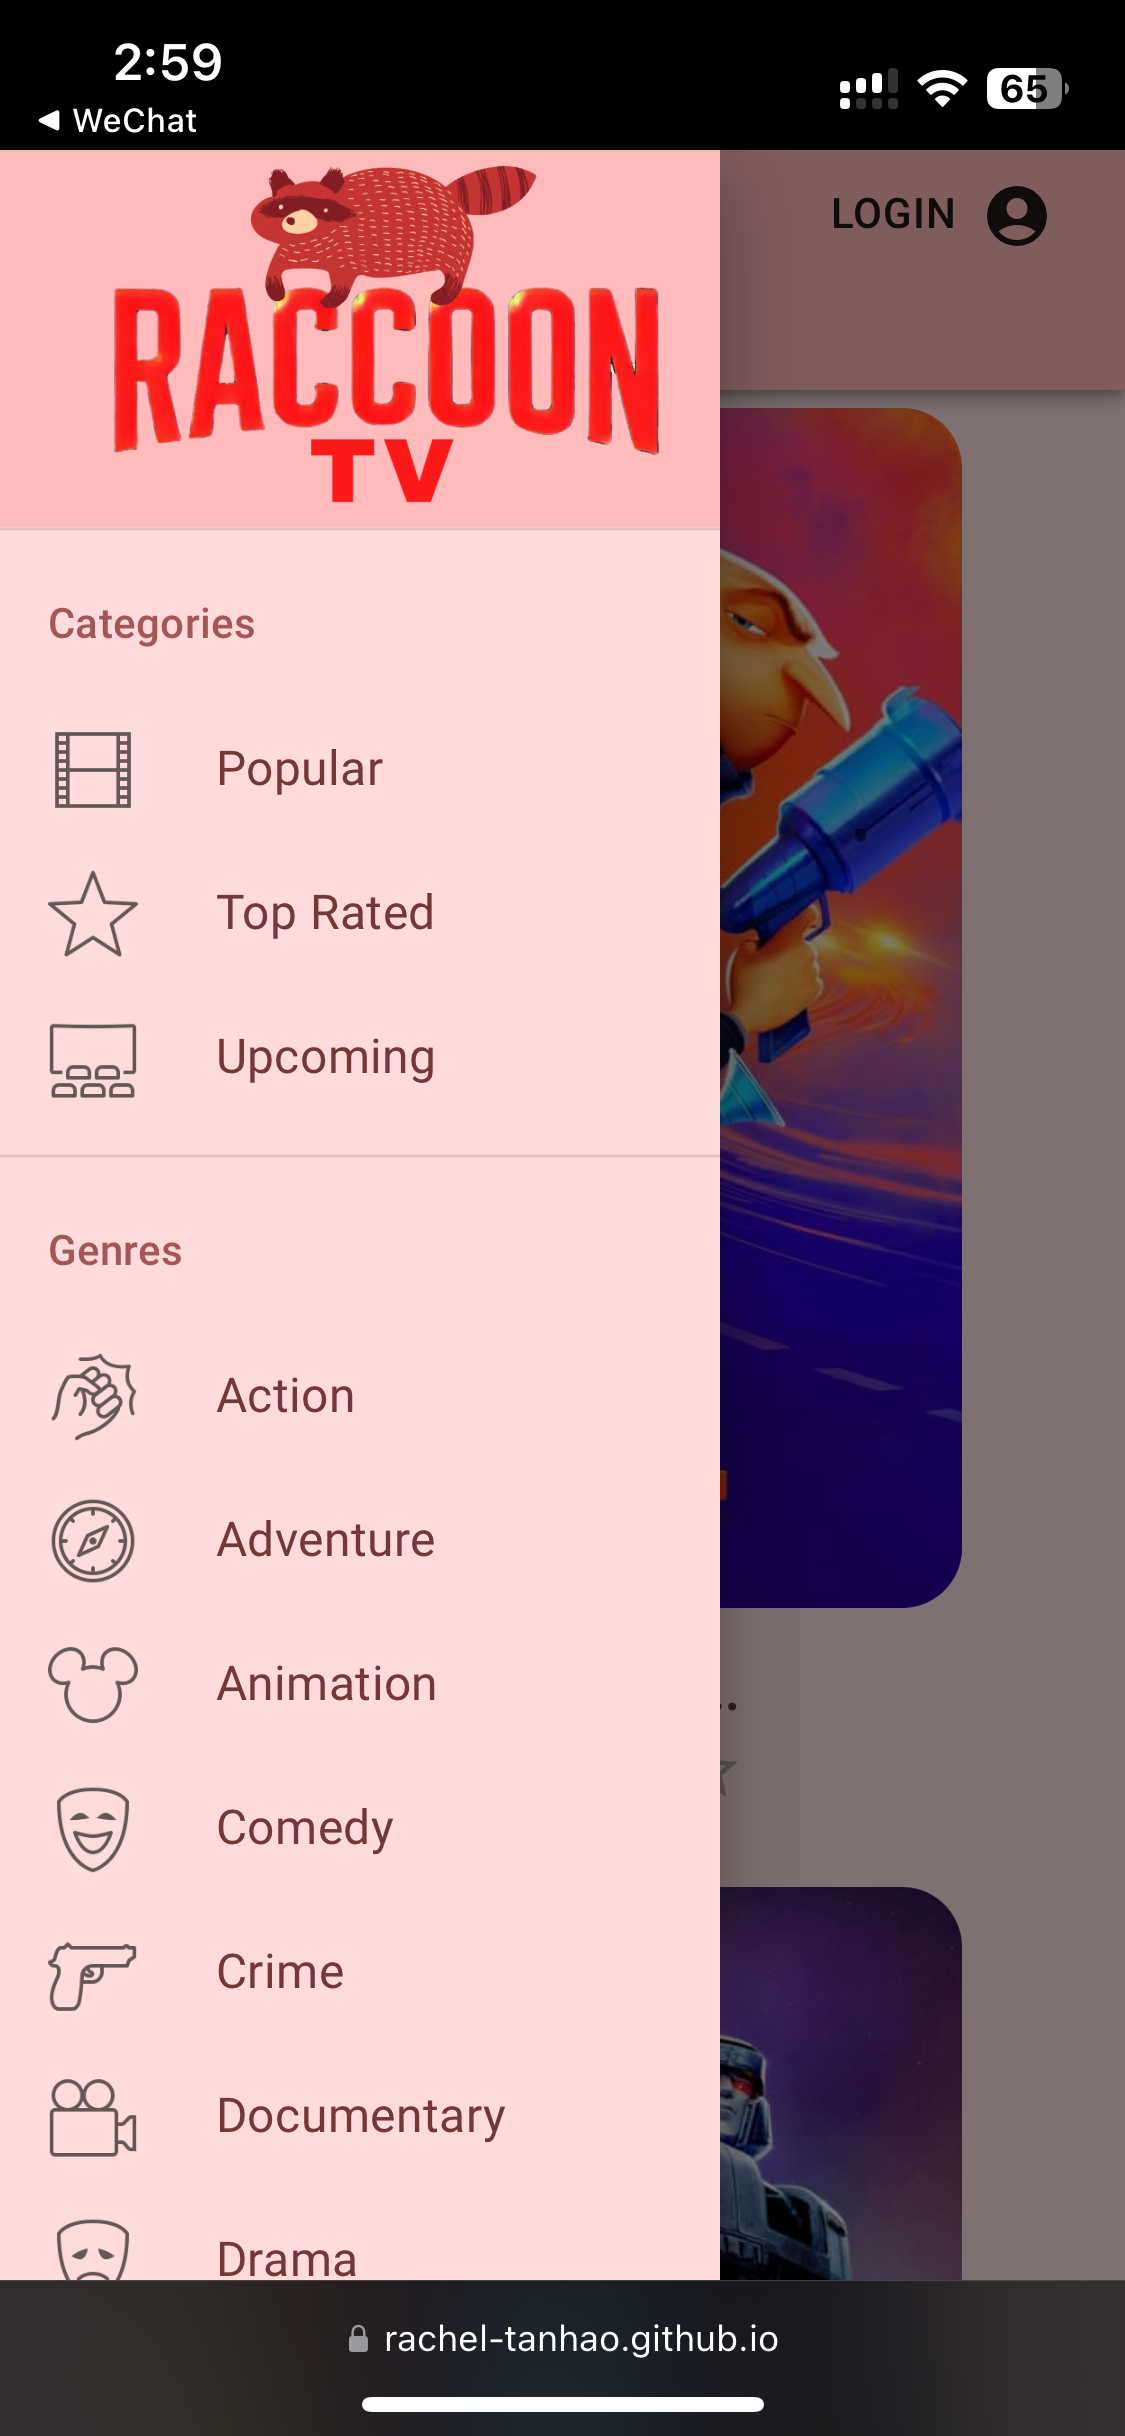 2:59
65
◀ WeChat
RACCOON
TV
LOGIN
Categories
Popular
Top Rated
Upcoming
Genres
Action
Adventure
Animation
Comedy
Crime
Documentary
Drama
rachel-tanhao.github.io